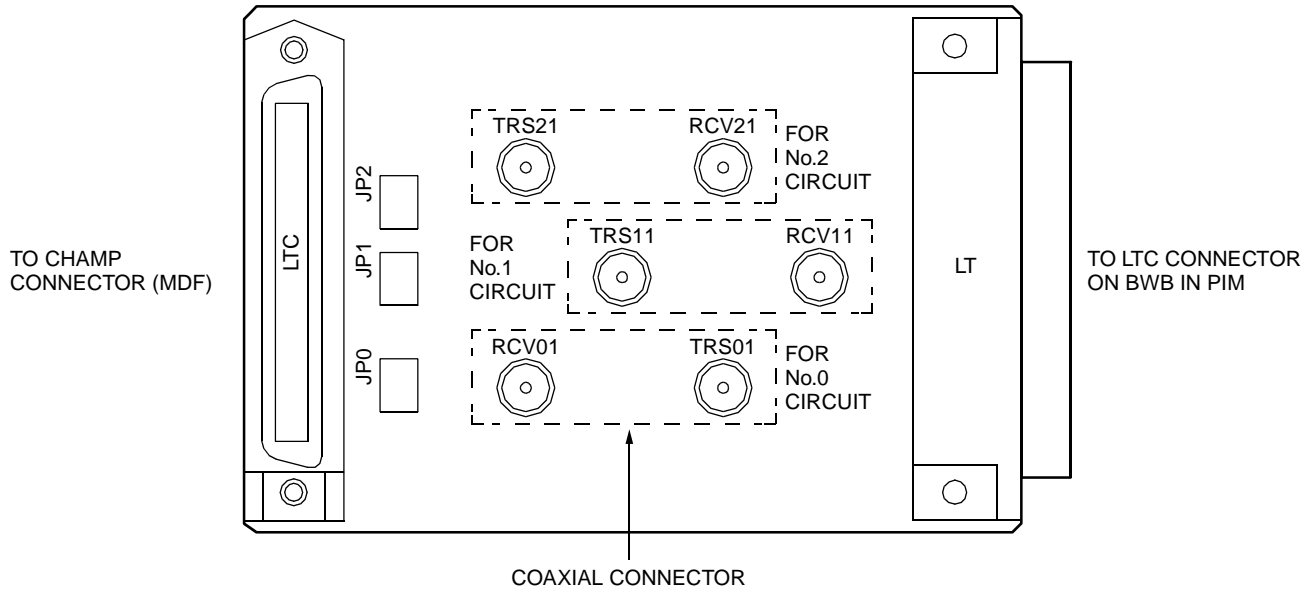 TRS21
RCV21
FOR
No.2
CIRCUIT
JP2
TRS11
RCV11
FOR
No.1
CIRCUIT
JP1
LTC
LT
TO CHAMP
CONNECTOR (MDF)
TO LTC CONNECTOR
ON BWB IN PIM
JP0
RCV01
TRS01
FOR
No.0
CIRCUIT
COAXIAL CONNECTOR